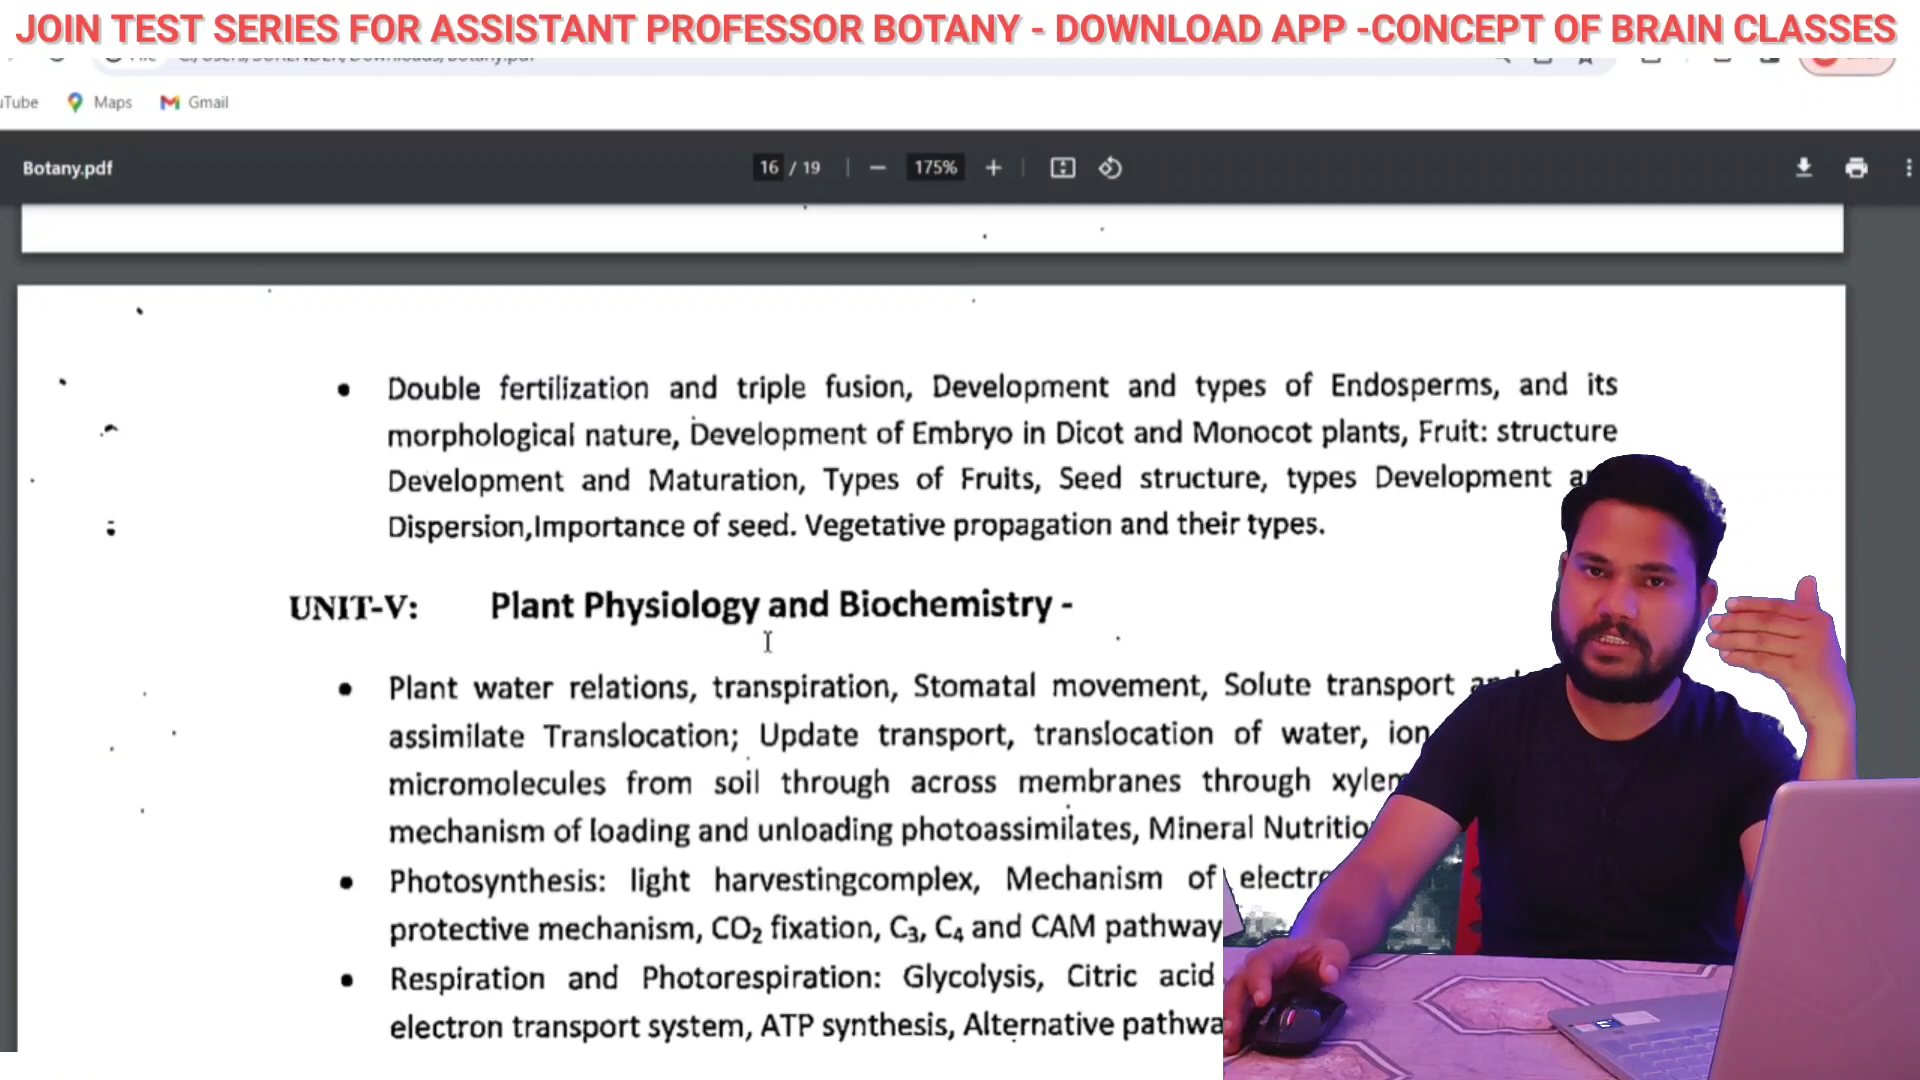 JOIN TEST SERIES FOR ASSISTANT PROFESSOR BOTANY - DOWNLOAD APP -CONCEPT OF BRAIN CLASSES
uTube Maps Gmail
Botany.pdf 16 / 19 175%
• Double fertilization and triple fusion, Development and types of Endosperms, and its
morphological nature, Development of Embryo in Dicot and Monocot plants, Fruit: structure
Development and Maturation, Types of Fruits, Seed structure, types Development
Dispersion,Importance of seed. Vegetative propagation and their types.
UNIT-V: Plant Physiology and Biochemistry -
• Plant water relations, transpiration, Stomatal movement, Solute transport
assimilate Translocation; Update transport, translocation of water, ion
micromolecules from soil through across membranes through xylem
mechanism of loading and unloading photoassimilates, Mineral Nutritio
• Photosynthesis: light harvestingcomplex, Mechanism of electr
protective mechanism, CO₂ fixation, C₃, C₄ and CAM pathway
• Respiration and Photorespiration: Glycolysis, Citric acid
electron transport system, ATP synthesis, Alternative pathwa